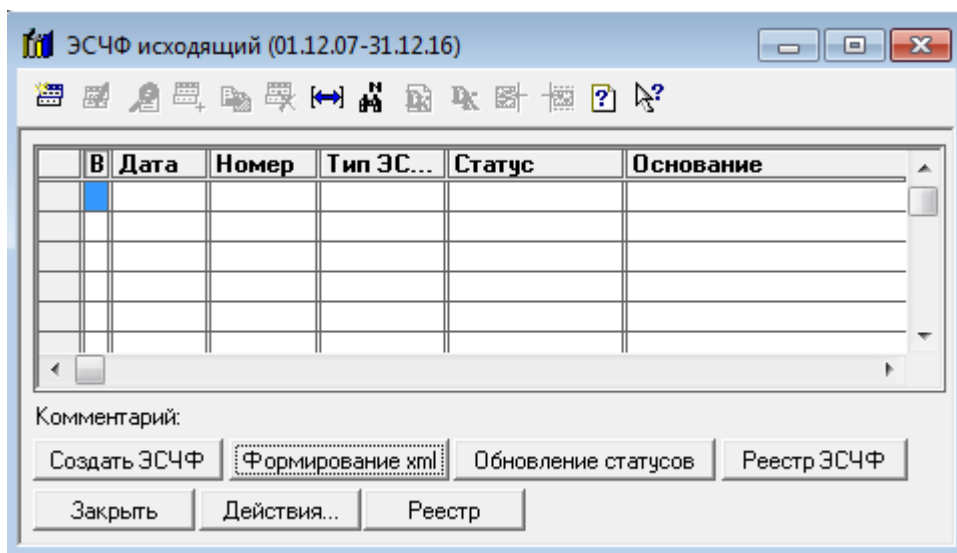 ЭСЧФ исходящий (01.12.07-31.12.16)
В Дата Номер Тип ЭС... Статус Основание
Комментарий:
Создать ЭСЧФ Формирование xml Обновление статусов Реестр ЭСЧФ
Закрыть Действия... Реестр